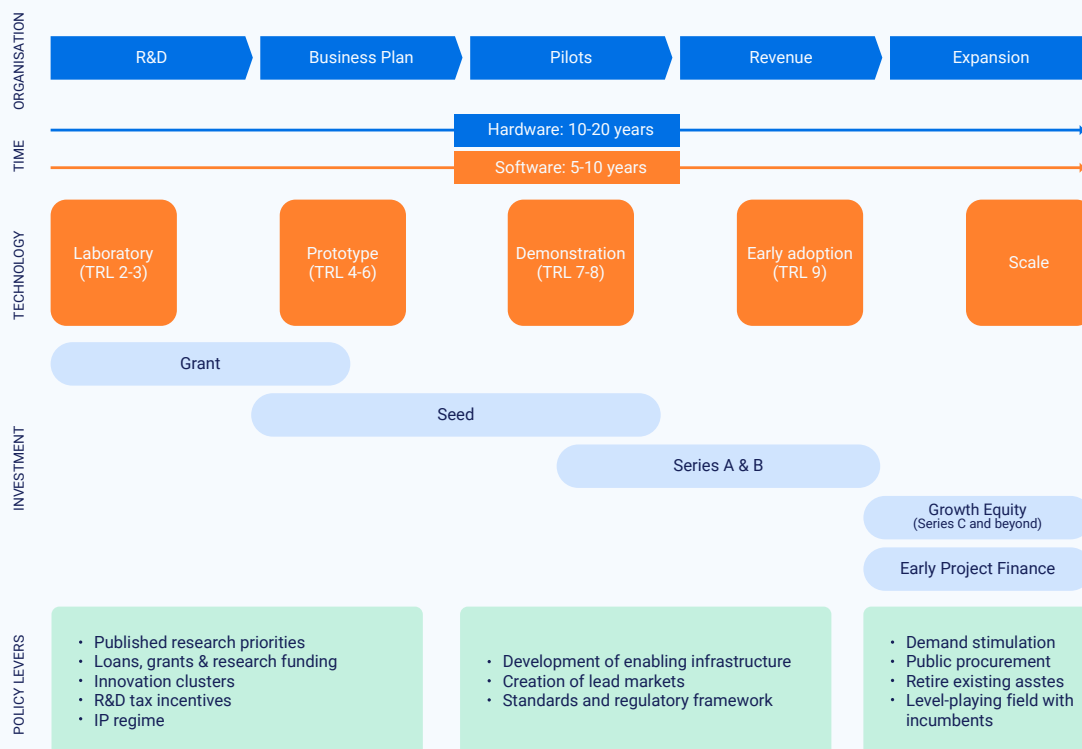 ORGANISATION
R&D
Business Plan
Pilots
Revenue
Expansion
TIME
Hardware: 10-20 years
Software: 5-10 years
TECHNOLOGY
Laboratory
(TRL 2-3)
Prototype
(TRL 4-6)
Demonstration
(TRL 7-8)
Early adoption
(TRL 9)
Scale
INVESTMENT
Grant
Seed
Series A & B
Growth Equity
(Series C and beyond)
Early Project Finance
POLICY LEVERS
• Published research priorities
• Loans, grants & research funding
• Innovation clusters
• R&D tax incentives
• IP regime
• Development of enabling infrastructure
• Creation of lead markets
• Standards and regulatory framework
• Demand stimulation
• Public procurement
• Retire existing asstes
• Level-playing field with
incumbents